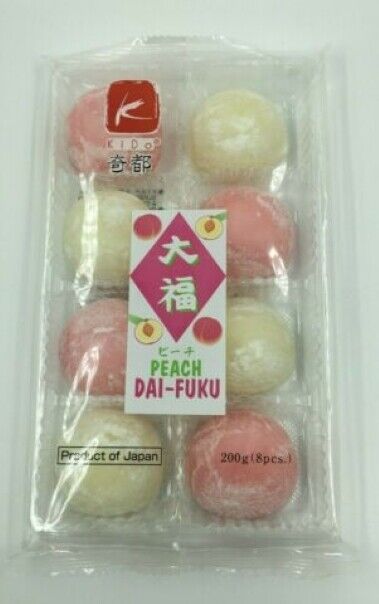 K
KIDo®
奇都
大
福
ピーチ
PEACH
DAI-FUKU
Product of Japan
200g(8pcs.)